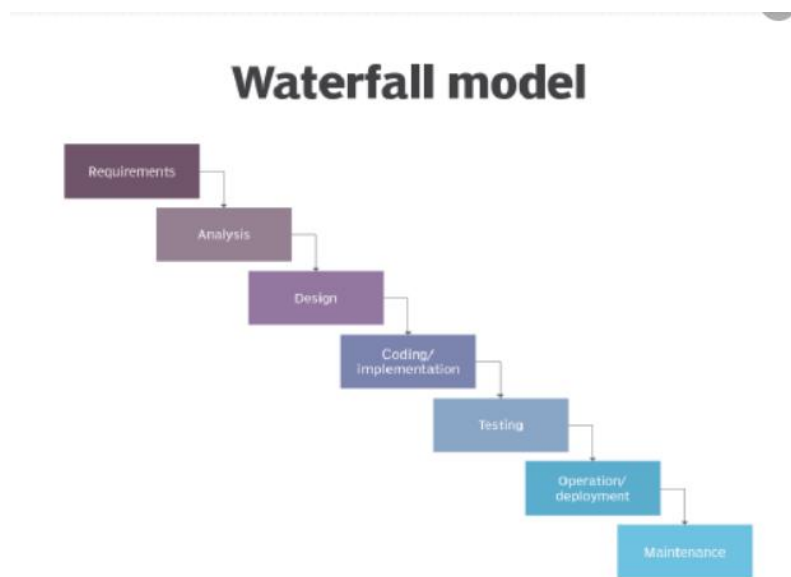 Waterfall model
Requirements
Analysis
Design
Coding/
implementation
Testing
Operation/
deployment
Maintenance